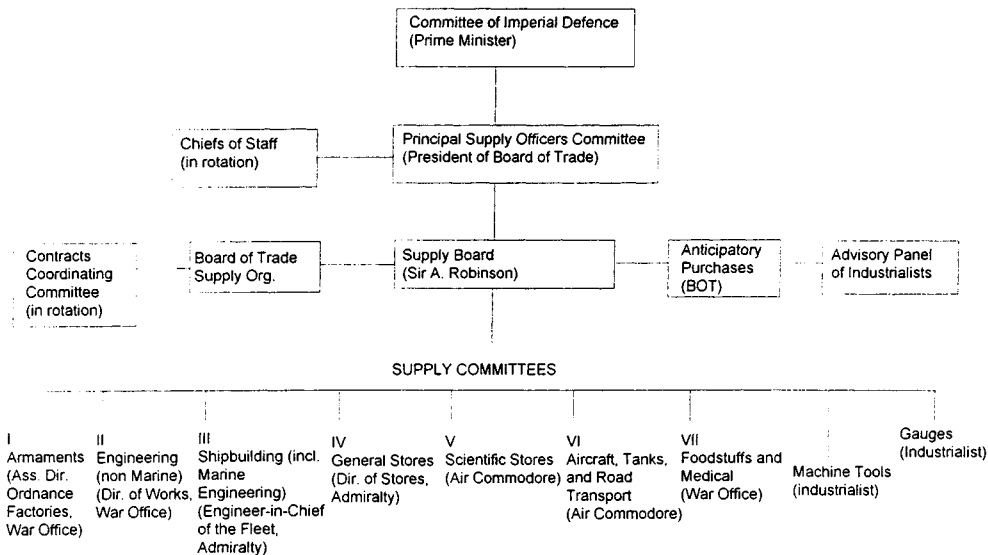 Committee of Imperial Defence
(Prime Minister)
Chiefs of Staff
(in rotation)
Principal Supply Officers Committee
(President of Board of Trade)
Contracts
Coordinating
Committee
(in rotation)
Board of Trade
Supply Org.
Supply Board
(Sir A. Robinson)
Anticipatory
Purchases
(BOT)
Advisory Panel
of Industrialists
SUPPLY COMMITTEES
I
Armaments
(Ass. Dir.
Ordnance
Factories,
War Office)
II
Engineering
(non Marine)
(Dir. of Works,
War Office)
III
Shipbuilding (incl.
Marine
Engineering)
(Engineer-in-Chief
of the Fleet,
Admiralty)
IV
General Stores
(Dir. of Stores,
Admiralty)
V
Scientific Stores
(Air Commodore)
VI
Aircraft, Tanks,
and Road
Transport
(Air Commodore)
VII
Foodstuffs and
Medical
(War Office)
Machine Tools
(industrialist)
Gauges
(Industrialist)